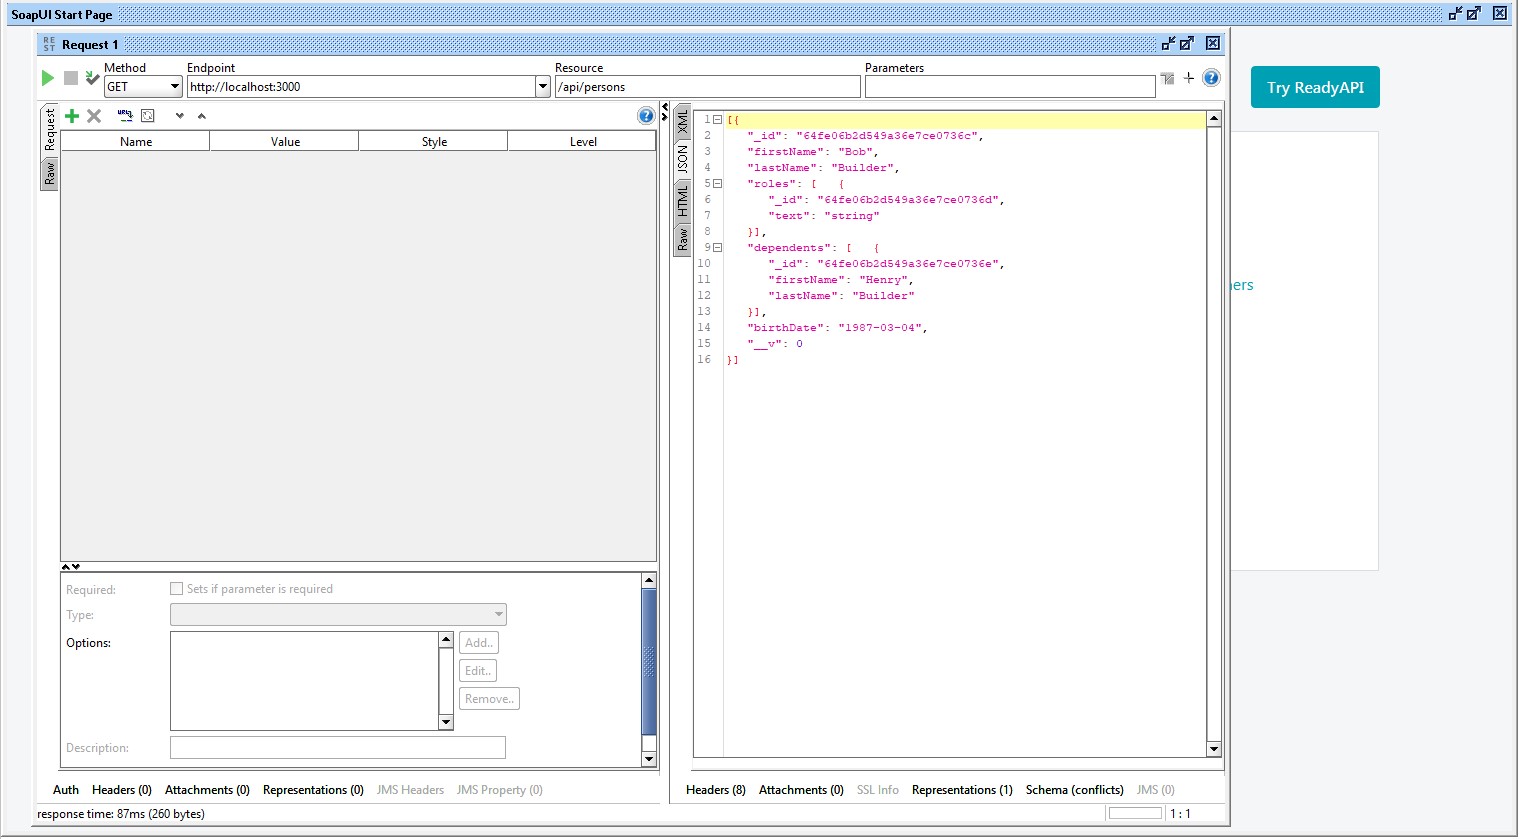 SoapUI Start Page
REST Request 1
Method Endpoint Resource Parameters
GET http://localhost:3000 /api/persons
Try ReadyAPI
Request
Raw
Name Value Style Level
Required: Sets if parameter is required
Type:
Options: Add..
Edit..
Remove..
Description:
Auth Headers (0) Attachments (0) Representations (0) JMS Headers JMS Property (0)
response time: 87ms (260 bytes)
XML
JSON
HTML
Raw
1 [{
2 "_id": "64fe06b2d549a36e7ce0736c",
3 "firstName": "Bob",
4 "lastName": "Builder",
5 "roles": [ {
6 "_id": "64fe06b2d549a36e7ce0736d",
7 "text": "string"
8 }],
9 "dependents": [ {
10 "_id": "64fe06b2d549a36e7ce0736e",
11 "firstName": "Henry",
12 "lastName": "Builder"
13 }],
14 "birthDate": "1987-03-04",
15 "__v": 0
16 }]
Headers (8) Attachments (0) SSL Info Representations (1) Schema (conflicts) JMS (0)
1 : 1